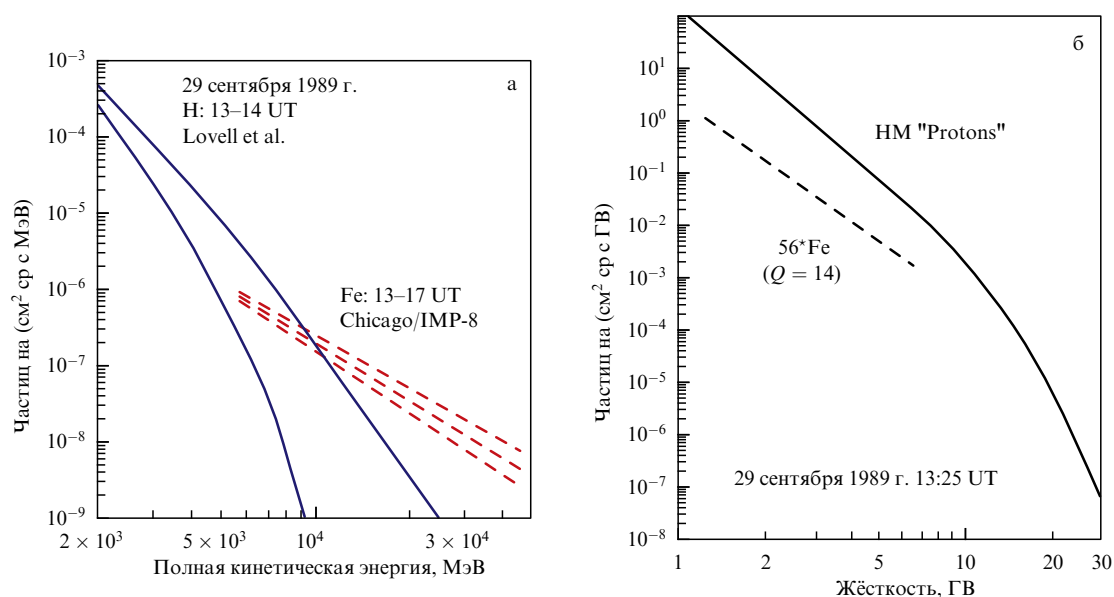 а
29 сентября 1989 г.
H: 13–14 UT
Lovell et al.
Fe: 13–17 UT
Chicago/IMP-8
Частиц на (см² ср с МэВ)
10⁻³
10⁻⁴
10⁻⁵
10⁻⁶
10⁻⁷
10⁻⁸
10⁻⁹
2 × 10³
5 × 10³
10⁴
3 × 10⁴
Полная кинетическая энергия, МэВ
б
НМ "Protons"
56*Fe
(Q = 14)
29 сентября 1989 г. 13:25 UT
Частиц на (см² ср с ГВ)
10¹
10⁰
10⁻¹
10⁻²
10⁻³
10⁻⁴
10⁻⁵
10⁻⁶
10⁻⁷
10⁻⁸
1
2
5
10
20
30
Жёсткость, ГВ